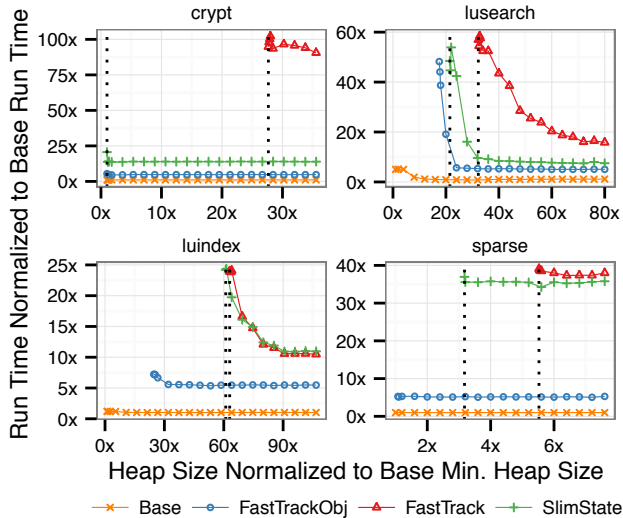 crypt
lusearch
100x
75x
50x
25x
0x
0x 10x 20x 30x
60x
40x
20x
0x
0x 20x 40x 60x 80x
luindex
sparse
25x
20x
15x
10x
5x
0x
0x 30x 60x 90x
40x
30x
20x
10x
0x
2x 4x 6x
Run Time Normalized to Base Run Time
Heap Size Normalized to Base Min. Heap Size
Base FastTrackObj FastTrack SlimState